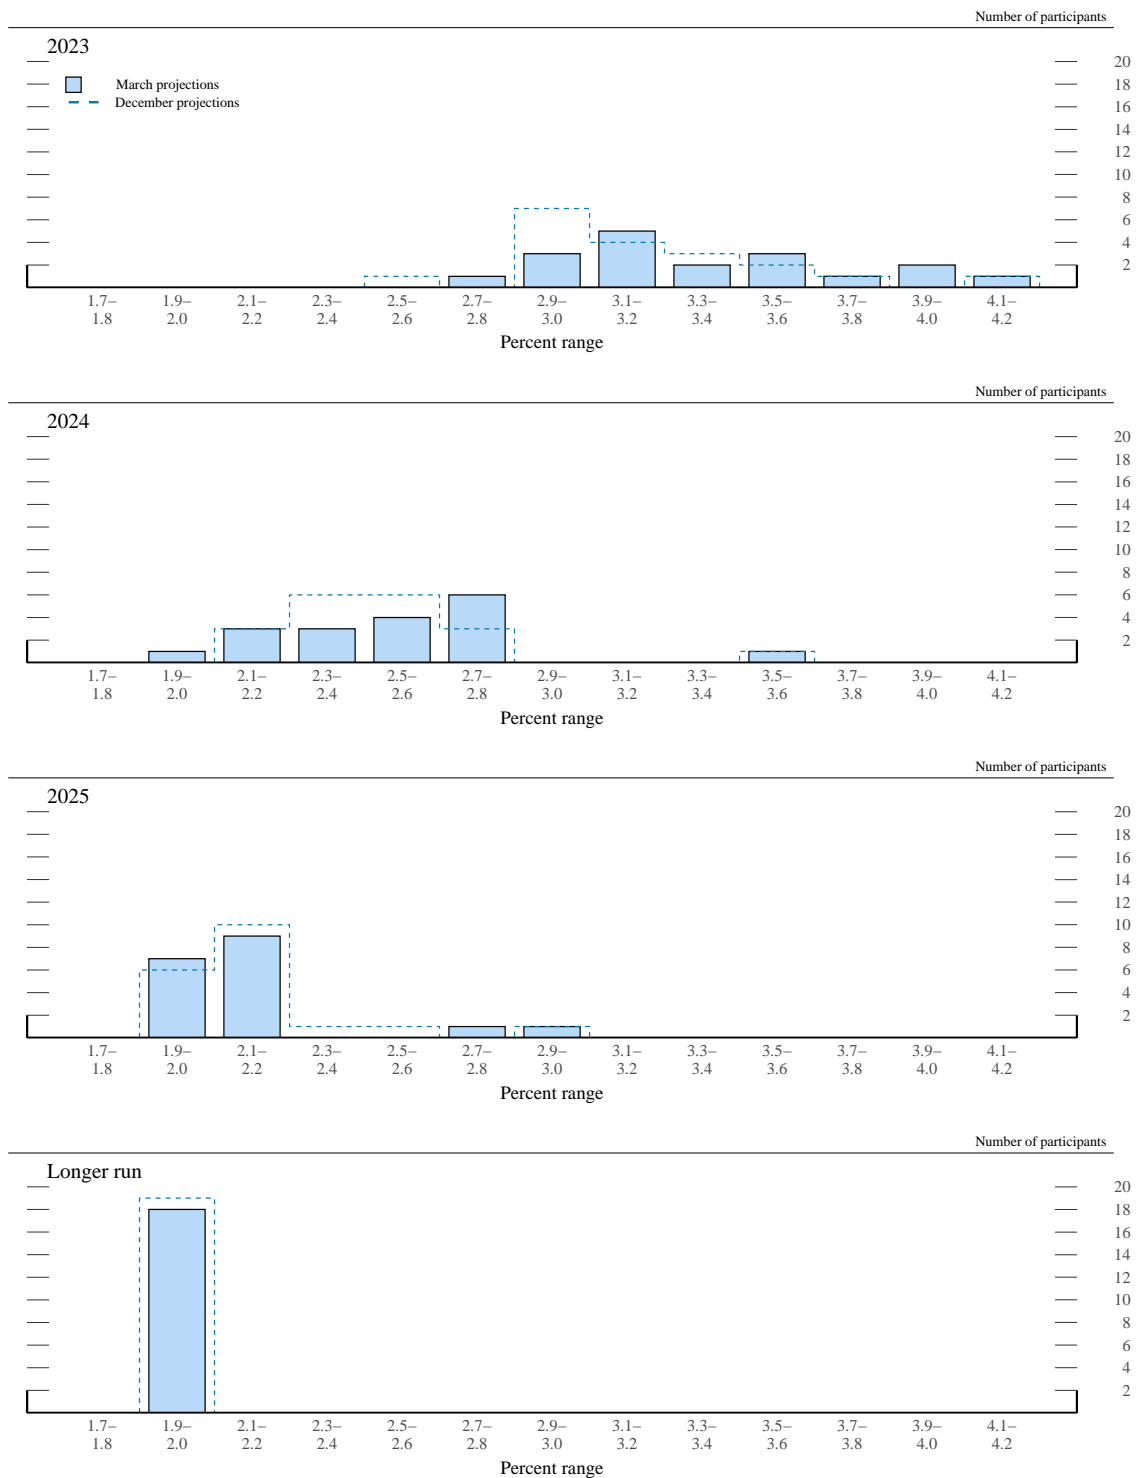 Number of participants
2023
March projections
December projections
20
18
16
14
12
10
8
6
4
2
1.7– 1.9– 2.1– 2.3– 2.5– 2.7– 2.9– 3.1– 3.3– 3.5– 3.7– 3.9– 4.1–
1.8 2.0 2.2 2.4 2.6 2.8 3.0 3.2 3.4 3.6 3.8 4.0 4.2
Percent range
Number of participants
2024
20
18
16
14
12
10
8
6
4
2
1.7– 1.9– 2.1– 2.3– 2.5– 2.7– 2.9– 3.1– 3.3– 3.5– 3.7– 3.9– 4.1–
1.8 2.0 2.2 2.4 2.6 2.8 3.0 3.2 3.4 3.6 3.8 4.0 4.2
Percent range
Number of participants
2025
20
18
16
14
12
10
8
6
4
2
1.7– 1.9– 2.1– 2.3– 2.5– 2.7– 2.9– 3.1– 3.3– 3.5– 3.7– 3.9– 4.1–
1.8 2.0 2.2 2.4 2.6 2.8 3.0 3.2 3.4 3.6 3.8 4.0 4.2
Percent range
Number of participants
Longer run
20
18
16
14
12
10
8
6
4
2
1.7– 1.9– 2.1– 2.3– 2.5– 2.7– 2.9– 3.1– 3.3– 3.5– 3.7– 3.9– 4.1–
1.8 2.0 2.2 2.4 2.6 2.8 3.0 3.2 3.4 3.6 3.8 4.0 4.2
Percent range